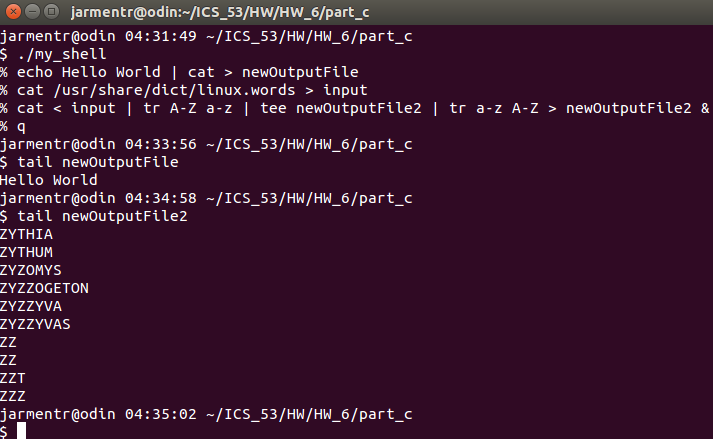 jarmentr@odin:~/ICS_53/HW/HW_6/part_c
jarmentr@odin 04:31:49 ~/ICS_53/HW/HW_6/part_c
$ ./my_shell
% echo Hello World | cat > newOutputFile
% cat /usr/share/dict/linux.words > input
% cat < input | tr A-Z a-z | tee newOutputFile2 | tr a-z A-Z > newOutputFile2 &
% q
jarmentr@odin 04:33:56 ~/ICS_53/HW/HW_6/part_c
$ tail newOutputFile
Hello World
jarmentr@odin 04:34:58 ~/ICS_53/HW/HW_6/part_c
$ tail newOutputFile2
ZYTHIA
ZYTHUM
ZYZOMYS
ZYZZOGETON
ZYZZYVA
ZYZZYVAS
ZZ
ZZ
ZZT
ZZZ
jarmentr@odin 04:35:02 ~/ICS_53/HW/HW_6/part_c
$